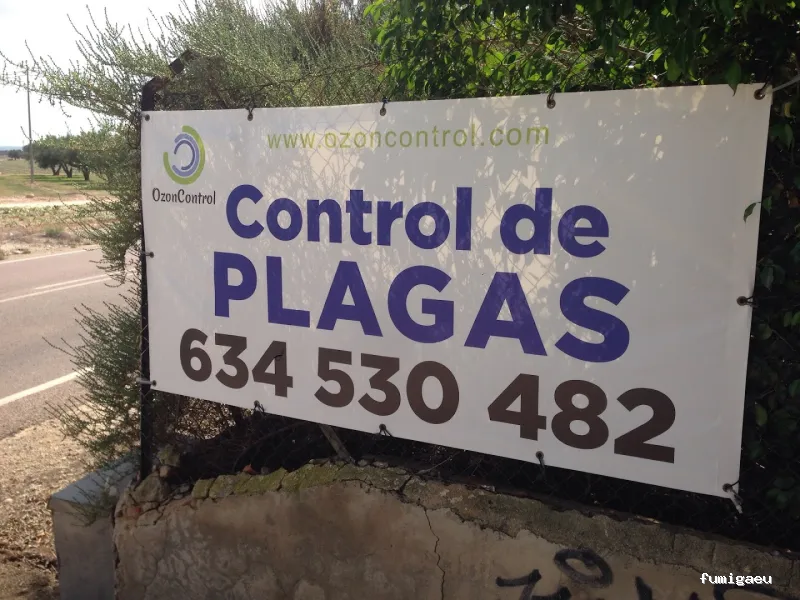 www.ozoncontrol.com
OzonControl
Control de
PLAGAS
634 530 482
fumigaeu